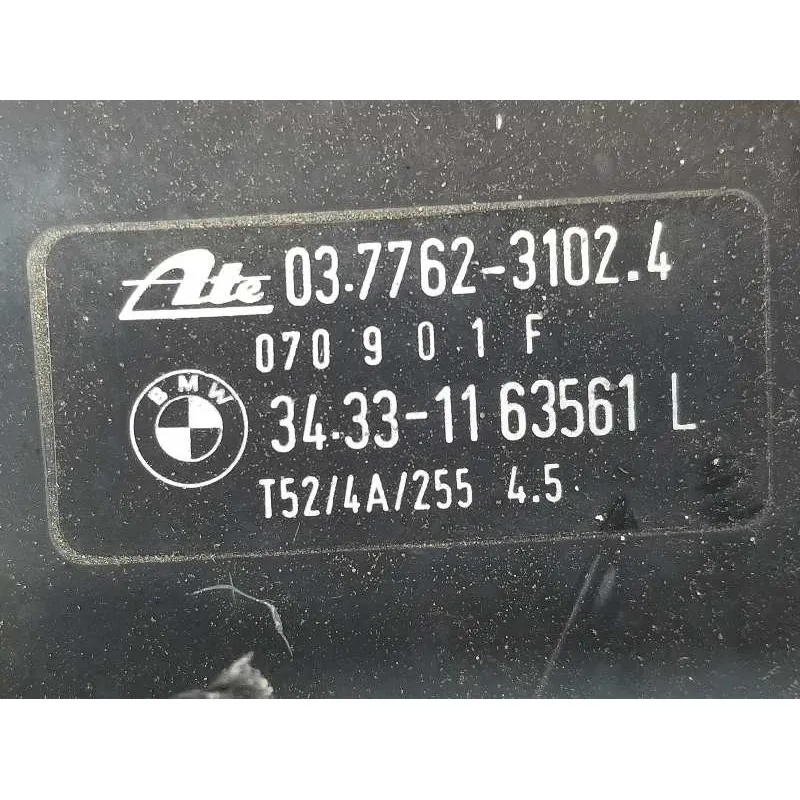 Ate 03.7762-3102.4
070 9 0 1 F
BMW 34.33-11 63561 L
T52/4A/255 4.5